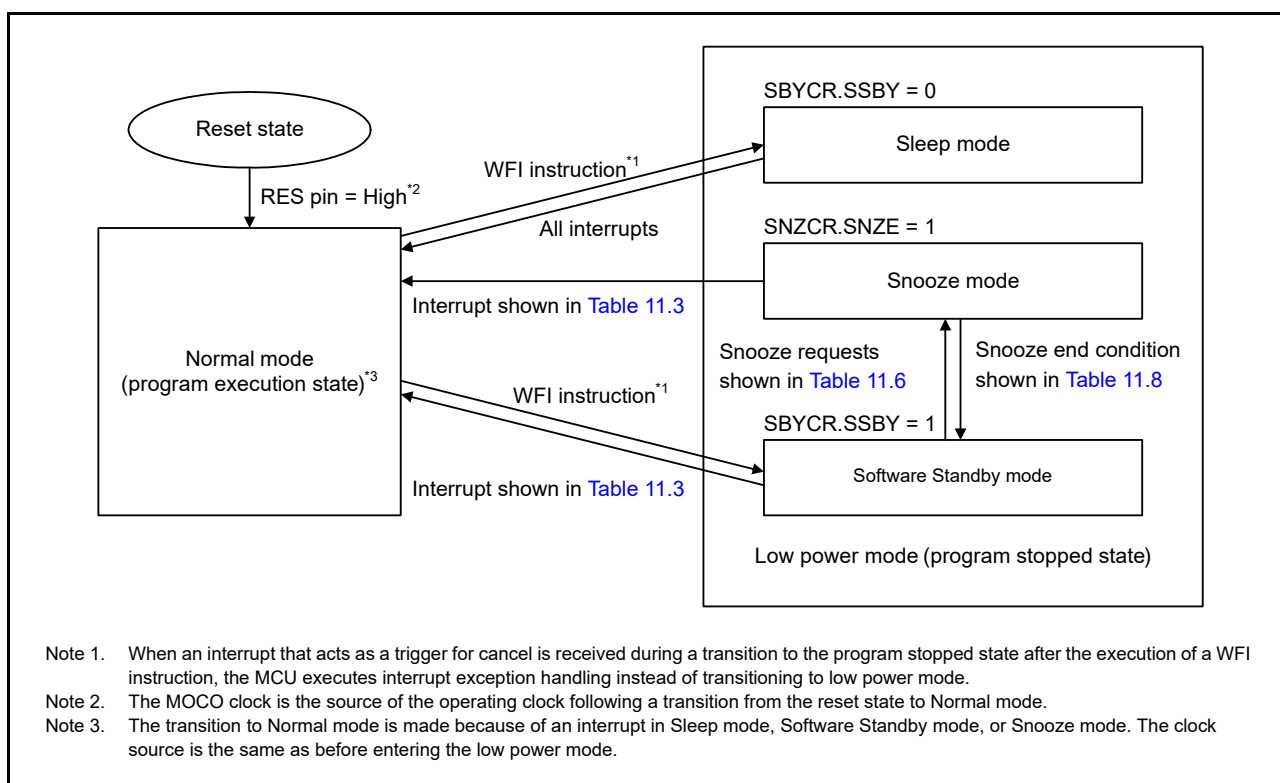 SBYCR.SSBY = 0
Reset state
Sleep mode
WFI instruction*1
RES pin = High*2
All interrupts
SNZCR.SNZE = 1
Snooze mode
Interrupt shown in Table 11.3
Normal mode
(program execution state)*3
Snooze requests
shown in Table 11.6
Snooze end condition
shown in Table 11.8
WFI instruction*1
SBYCR.SSBY = 1
Software Standby mode
Interrupt shown in Table 11.3
Low power mode (program stopped state)
Note 1. When an interrupt that acts as a trigger for cancel is received during a transition to the program stopped state after the execution of a WFI
instruction, the MCU executes interrupt exception handling instead of transitioning to low power mode.
Note 2. The MOCO clock is the source of the operating clock following a transition from the reset state to Normal mode.
Note 3. The transition to Normal mode is made because of an interrupt in Sleep mode, Software Standby mode, or Snooze mode. The clock
source is the same as before entering the low power mode.